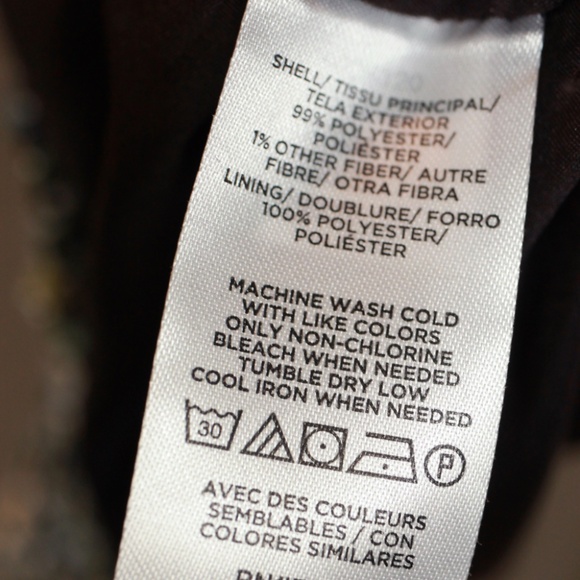 SHELL/ TISSU PRINCIPAL/
TELA EXTERIOR
99% POLYESTER/
POLIÉSTER
1% OTHER FIBER/ AUTRE
FIBRE/ OTRA FIBRA
LINING/ DOUBLURE/ FORRO
100% POLYESTER/
POLIÉSTER
MACHINE WASH COLD
WITH LIKE COLORS
ONLY NON-CHLORINE
BLEACH WHEN NEEDED
TUMBLE DRY LOW
COOL IRON WHEN NEEDED
30 P
AVEC DES COULEURS
SEMBLABLES / CON
COLORES SIMILARES